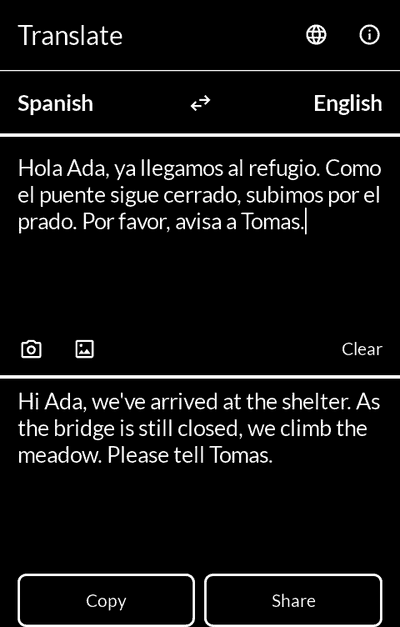 Translate
Spanish
English
Hola Ada, ya llegamos al refugio. Como
el puente sigue cerrado, subimos por el
prado. Por favor, avisa a Tomas.
Clear
Hi Ada, we've arrived at the shelter. As
the bridge is still closed, we climb the
meadow. Please tell Tomas.
Copy
Share